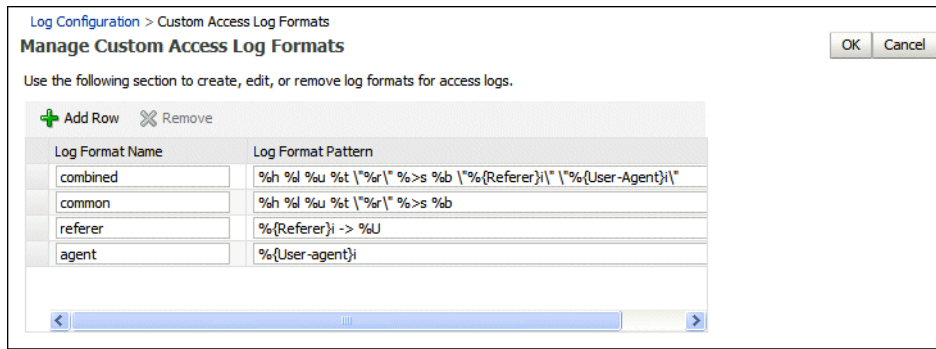 Log Configuration > Custom Access Log Formats
Manage Custom Access Log Formats
OK Cancel
Use the following section to create, edit, or remove log formats for access logs.
Add Row Remove
Log Format Name Log Format Pattern
combined %h %l %u %t \"%r\" %>s %b \"%{Referer}i\" \"%{User-Agent}i\"
common %h %l %u %t \"%r\" %>s %b
referer %{Referer}i -> %U
agent %{User-agent}i